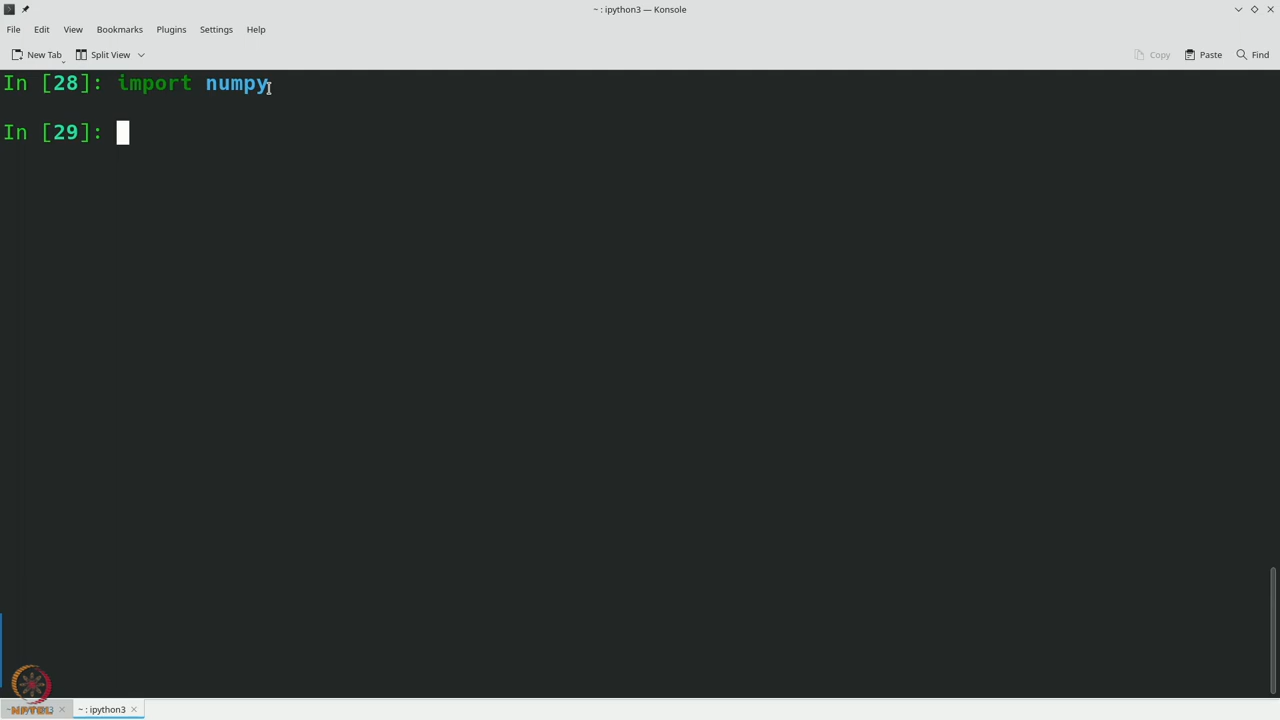 ~ : ipython3 — Konsole
File Edit View Bookmarks Plugins Settings Help
New Tab Split View Copy Paste Find
In [28]: import numpy
In [29]:
NPTEL
~ : ipython3